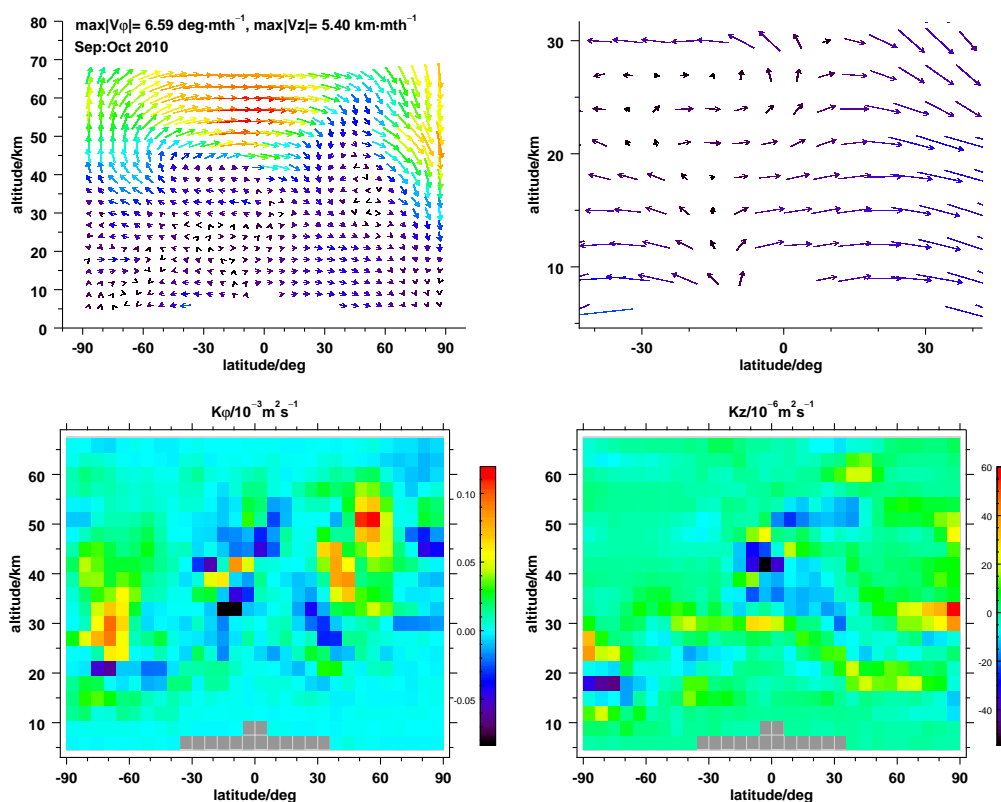 max|Vφ|= 6.59 deg·mth⁻¹, max|Vz|= 5.40 km·mth⁻¹
Sep:Oct 2010
80
70
60
50
40
30
20
10
0
altitude/km
-90 -60 -30 0 30 60 90
latitude/deg
30
20
10
altitude/km
-30 0 30
latitude/deg
Kφ/10⁻³ m² s⁻¹
60
50
40
30
20
10
altitude/km
-90 -60 -30 0 30 60 90
latitude/deg
0.10
0.05
0.00
-0.05
Kz/10⁻⁶ m² s⁻¹
60
50
40
30
20
10
altitude/km
-90 -60 -30 0 30 60 90
latitude/deg
60
40
20
0
-20
-40